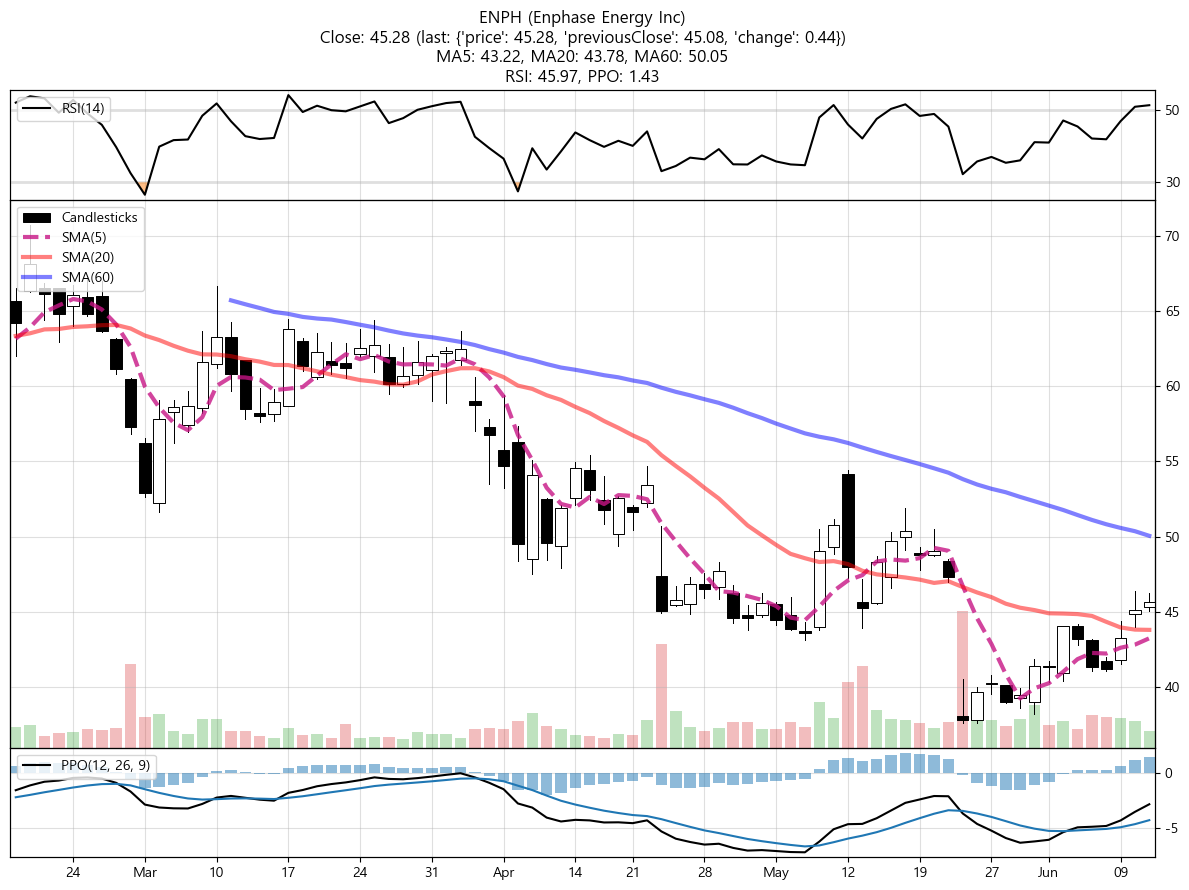 ENPH (Enphase Energy Inc)
Close: 45.28 (last: {'price': 45.28, 'previousClose': 45.08, 'change': 0.44})
MA5: 43.22, MA20: 43.78, MA60: 50.05
RSI: 45.97, PPO: 1.43
RSI(14)
50
30
Candlesticks
SMA(5)
SMA(20)
SMA(60)
70
65
60
55
50
45
40
PPO(12, 26, 9)
0
-5
24 Mar 10 17 24 31 Apr 14 21 28 May 12 19 27 Jun 09